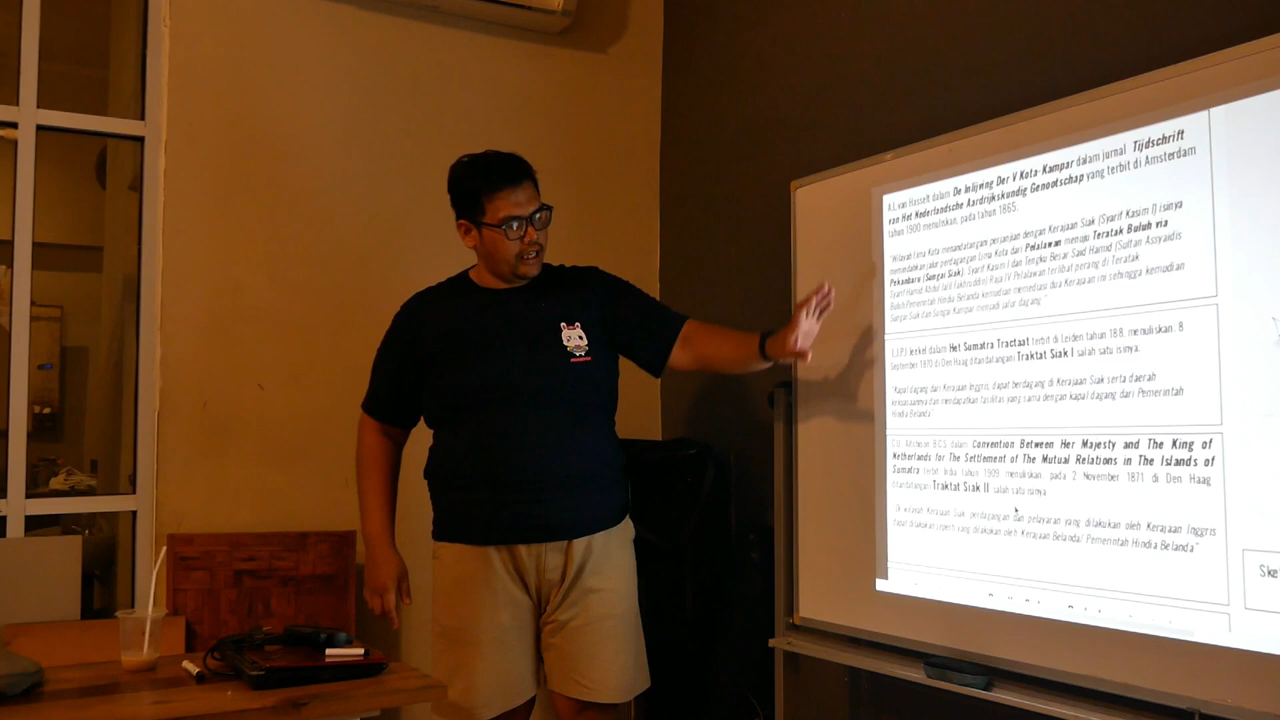 A.L van Hasselt dalam De Inlijving Der V Kota-Kampar dalam jurnal Tijdschrift
van Het Nederlandsche Aardrijkskundig Genootschap yang terbit di Amsterdam
tahun 1900 menuliskan, pada tahun 1865,
"Wilayah Lima Kota menandatangani perjanjian dengan Kerajaan Siak (Syarif Kasim I) isinya
memindahkan jalur perdagangan Lima Kota dari Pelalawan menuju Teratak Buluh via
Pekanbaru (Sungai Siak). Syarif Kasim I dan Tengku Besar Said Hamid (Sultan Assyaidis
Syarif Hamid Abdul Jalil Fakhruddin) Raja IV Pelalawan terlibat perang di Teratak
Buluh Pemerintah Hindia Belanda kemudian memediasi dua Kerajaan ini sehingga kemudian
Sungai Siak dan Sungai Kampar menjadi jalur dagang."
dalam Het Sumatra Tractaat terbit di Leiden tahun 188, menuliskan, 8
September 1870 di Den Haag ditandatangani Traktat Siak I salah satu isinya,
"Kapal dagang dari Kerajaan Inggris, dapat berdagang di Kerajaan Siak serta daerah
kekuasaannya dan mendapatkan fasilitas yang sama dengan kapal dagang dari Pemerintah
Hindia Belanda"
C.U. Aitchison B.C.S dalam Convention Between Her Majesty and The King of
Netherlands for The Settlement of The Mutual Relations in The Islands of
Sumatra terbit India tahun 1909 menuliskan, pada 2 November 1871 di Den Haag
ditandatangani Traktat Siak II salah satu isinya
"Di wilayah Kerajaan Siak, perdagangan dan pelayaran yang dilakukan oleh Kerajaan Inggris
dapat dilakukan seperti yang dilakukan oleh Kerajaan Belanda/ Pemerintah Hindia Belanda"
Ske